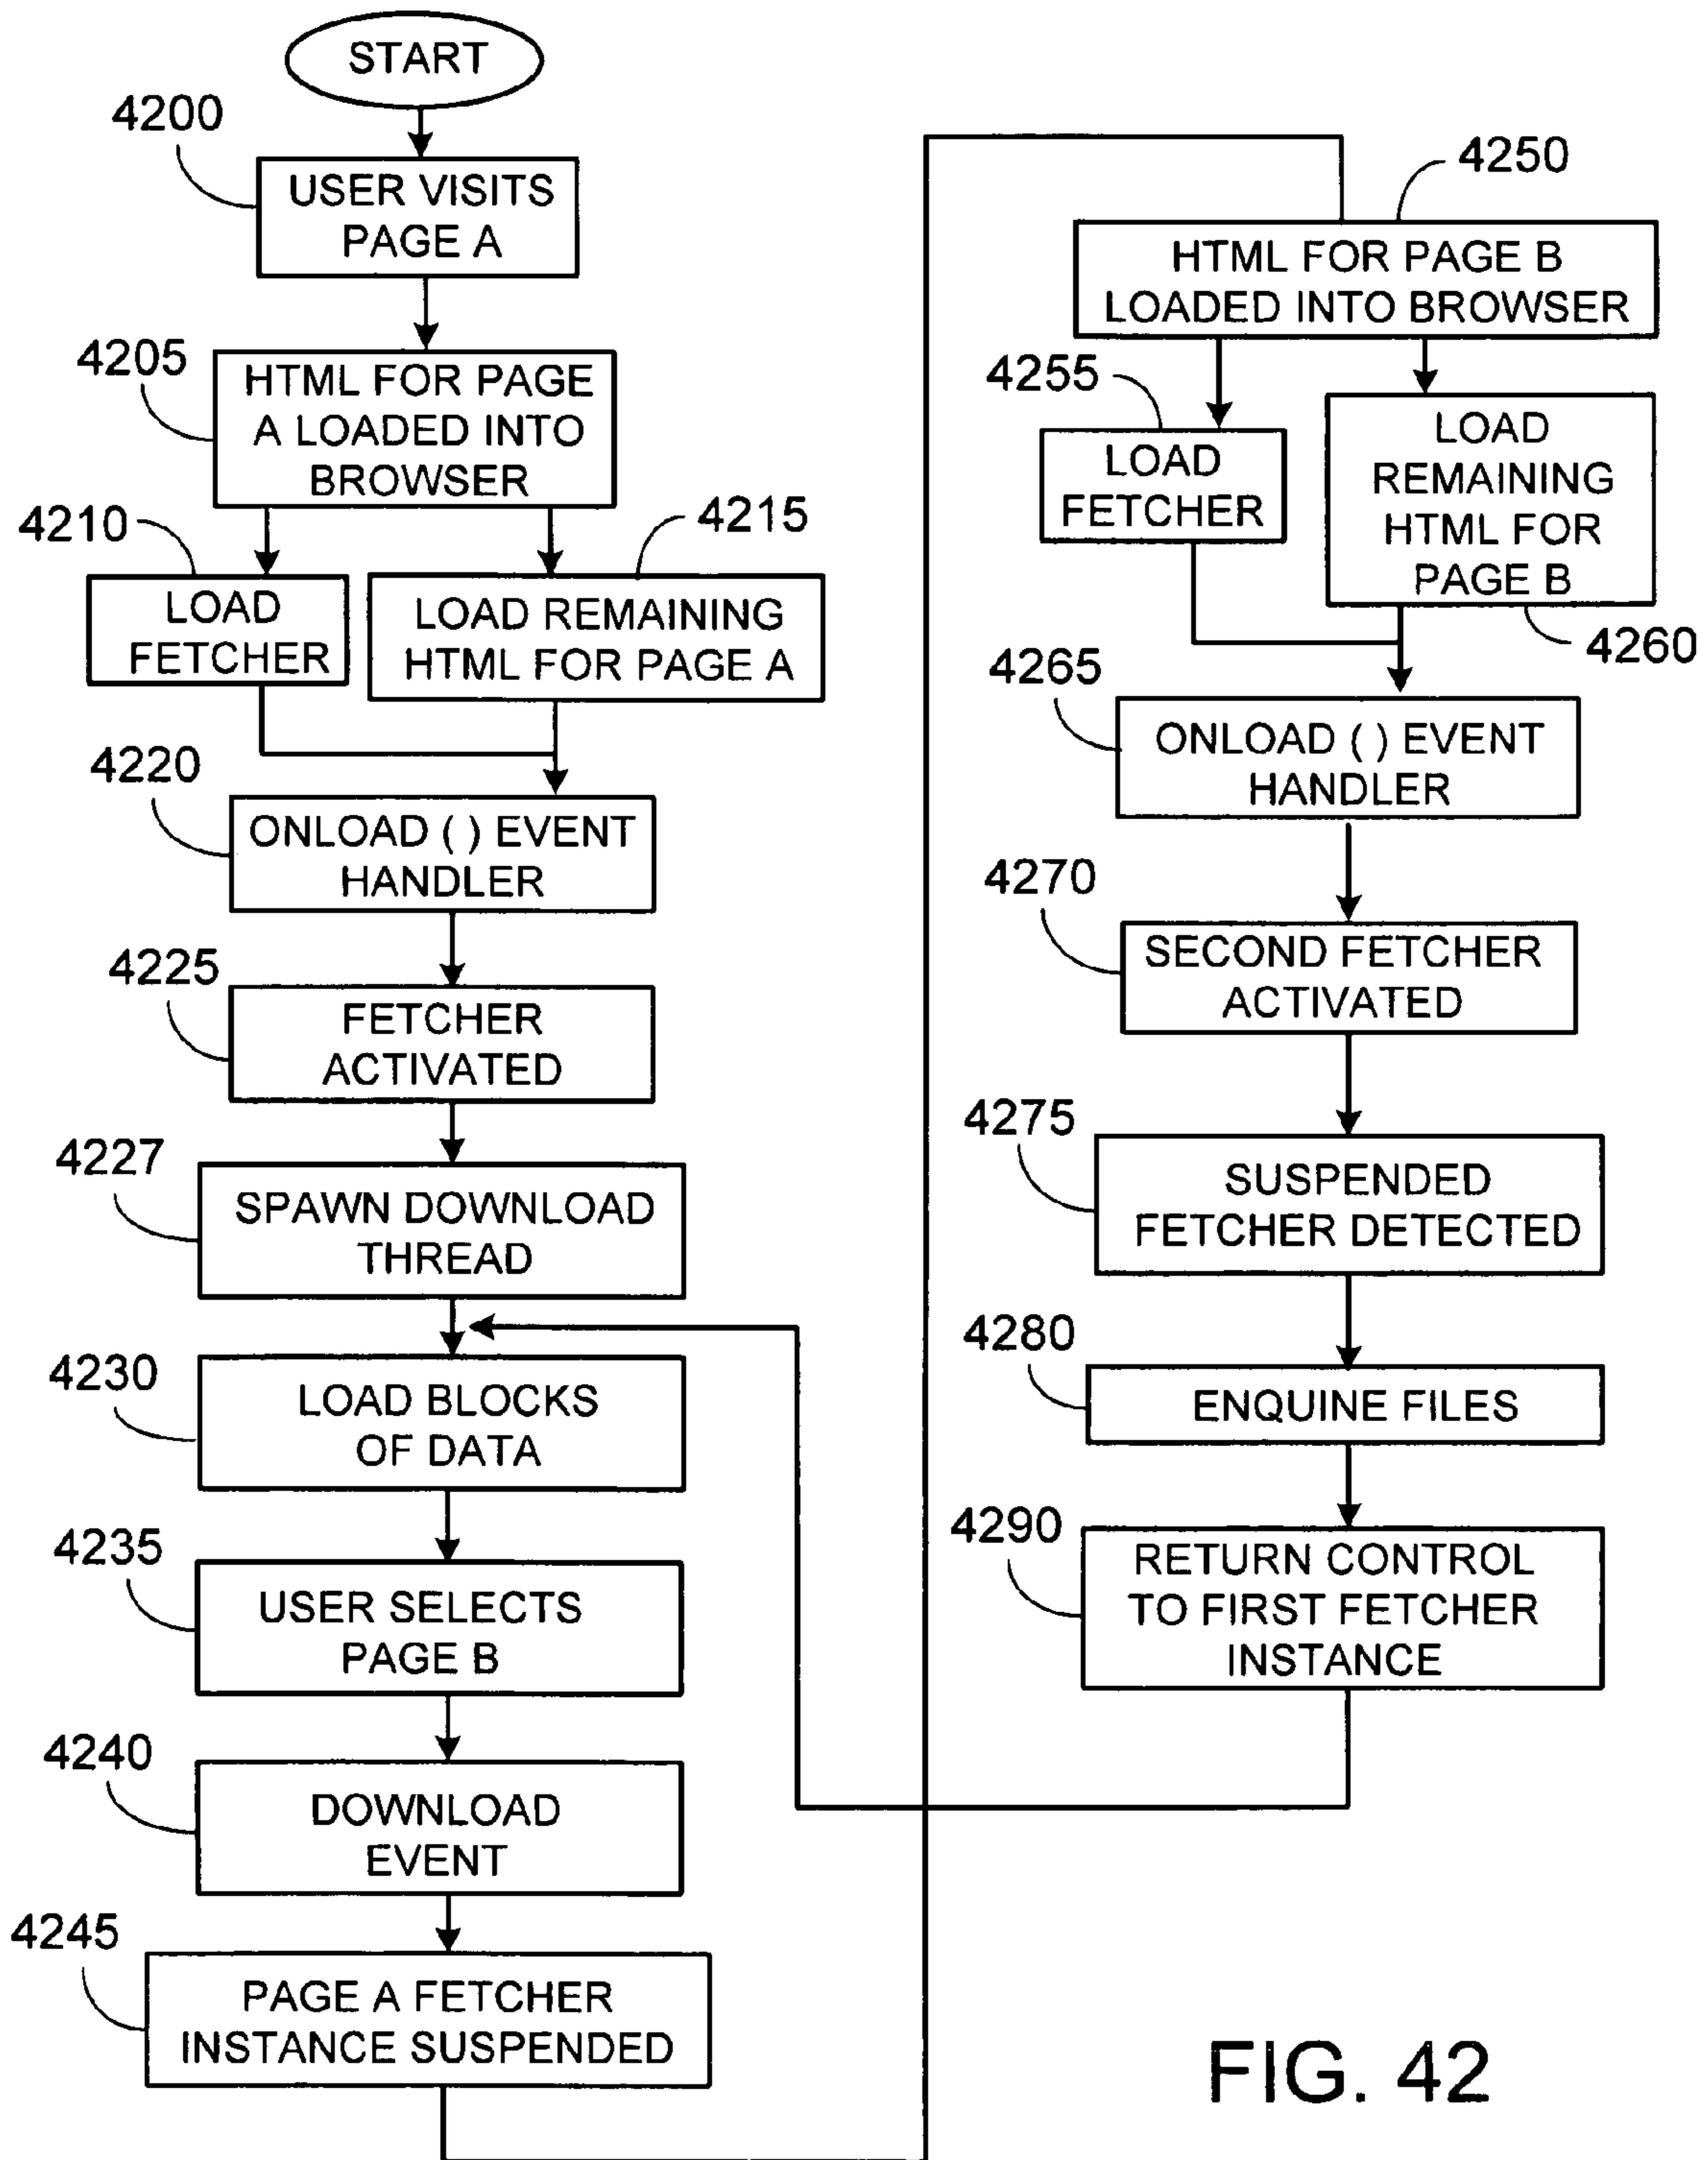 START
4200
USER VISITS
PAGE A
4205
HTML FOR PAGE
A LOADED INTO
BROWSER
4210
LOAD
FETCHER
4215
LOAD REMAINING
HTML FOR PAGE A
4220
ONLOAD ( ) EVENT
HANDLER
4225
FETCHER
ACTIVATED
4227
SPAWN DOWNLOAD
THREAD
4230
LOAD BLOCKS
OF DATA
4235
USER SELECTS
PAGE B
4240
DOWNLOAD
EVENT
4245
PAGE A FETCHER
INSTANCE SUSPENDED
4250
HTML FOR PAGE B
LOADED INTO BROWSER
4255
LOAD
FETCHER
LOAD
REMAINING
HTML FOR
PAGE B
4260
4265
ONLOAD ( ) EVENT
HANDLER
4270
SECOND FETCHER
ACTIVATED
4275
SUSPENDED
FETCHER DETECTED
4280
ENQUINE FILES
4290
RETURN CONTROL
TO FIRST FETCHER
INSTANCE
FIG. 42